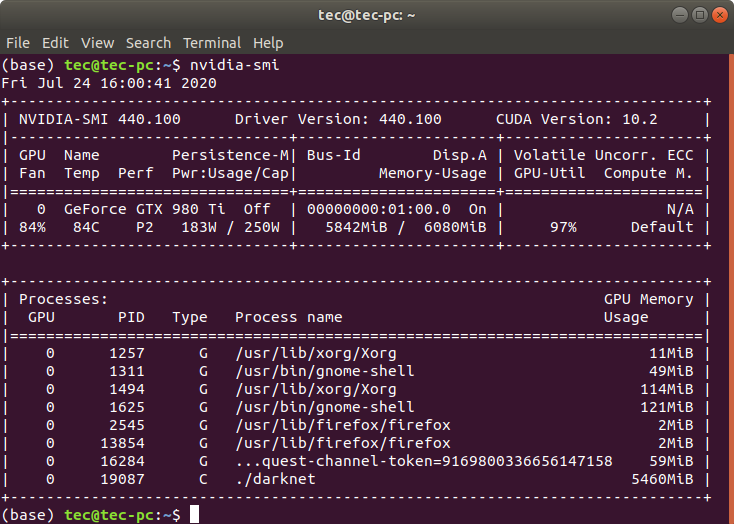 tec@tec-pc: ~
File Edit View Search Terminal Help
(base) tec@tec-pc:~$ nvidia-smi
Fri Jul 24 16:00:41 2020
+-----------------------------------------------------------------------------+
| NVIDIA-SMI 440.100      Driver Version: 440.100      CUDA Version: 10.2     |
|-------------------------------+----------------------+----------------------+
| GPU  Name        Persistence-M| Bus-Id        Disp.A | Volatile Uncorr. ECC |
| Fan  Temp  Perf  Pwr:Usage/Cap|         Memory-Usage | GPU-Util  Compute M. |
|===============================+======================+======================|
|   0  GeForce GTX 980 Ti  Off  | 00000000:01:00.0  On |                  N/A |
| 84%   84C    P2   183W / 250W |   5842MiB /  6080MiB |     97%      Default |
+-------------------------------+----------------------+----------------------+
+-----------------------------------------------------------------------------+
| Processes:                                                       GPU Memory |
|  GPU       PID   Type   Process name                             Usage      |
|=============================================================================|
|    0      1257      G   /usr/lib/xorg/Xorg                            11MiB |
|    0      1311      G   /usr/bin/gnome-shell                          49MiB |
|    0      1494      G   /usr/lib/xorg/Xorg                           114MiB |
|    0      1625      G   /usr/bin/gnome-shell                         121MiB |
|    0      2545      G   /usr/lib/firefox/firefox                       2MiB |
|    0     13854      G   /usr/lib/firefox/firefox                       2MiB |
|    0     16284      G   ...quest-channel-token=9169800336656147158    59MiB |
|    0     19087      C   ./darknet                                   5460MiB |
+-----------------------------------------------------------------------------+
(base) tec@tec-pc:~$